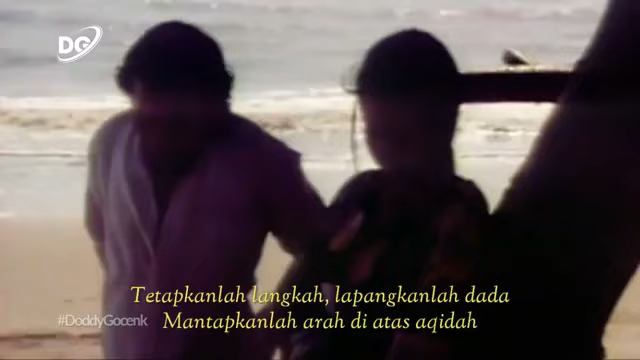 DG
Tetapkanlah langkah, lapangkanlah dada
#DoddyGocenk
Mantapkanlah arah di atas aqidah